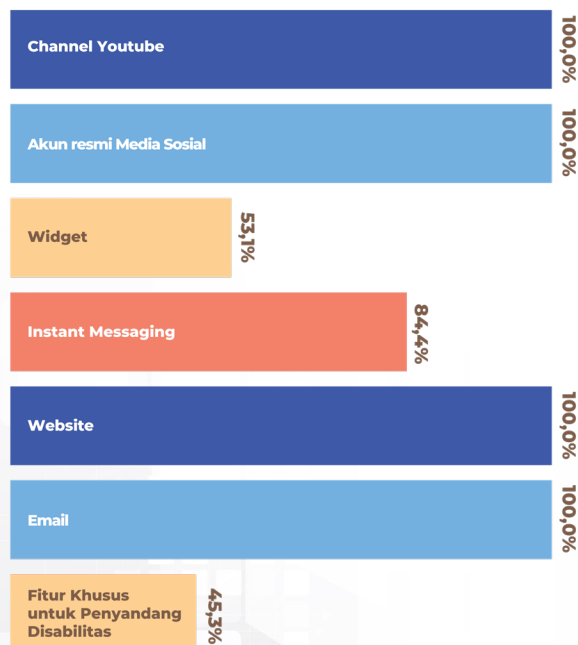 Channel Youtube
100,0%
Akun resmi Media Sosial
100,0%
Widget
53,1%
Instant Messaging
84,4%
Website
100,0%
Email
100,0%
Fitur Khusus
untuk Penyandang
Disabilitas
45,3%